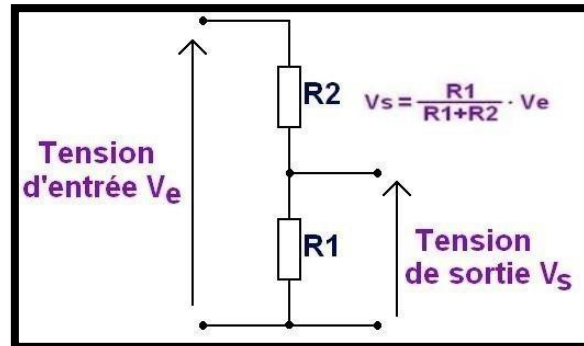 R2
Vs = R1/(R1+R2) · Ve
Tension
d'entrée Ve
R1
Tension
de sortie Vs